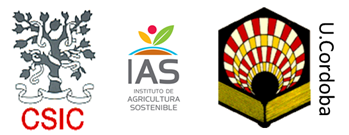 CSIC
IAS
INSTITUTO DE
AGRICULTURA
SOSTENIBLE
U.Cordoba